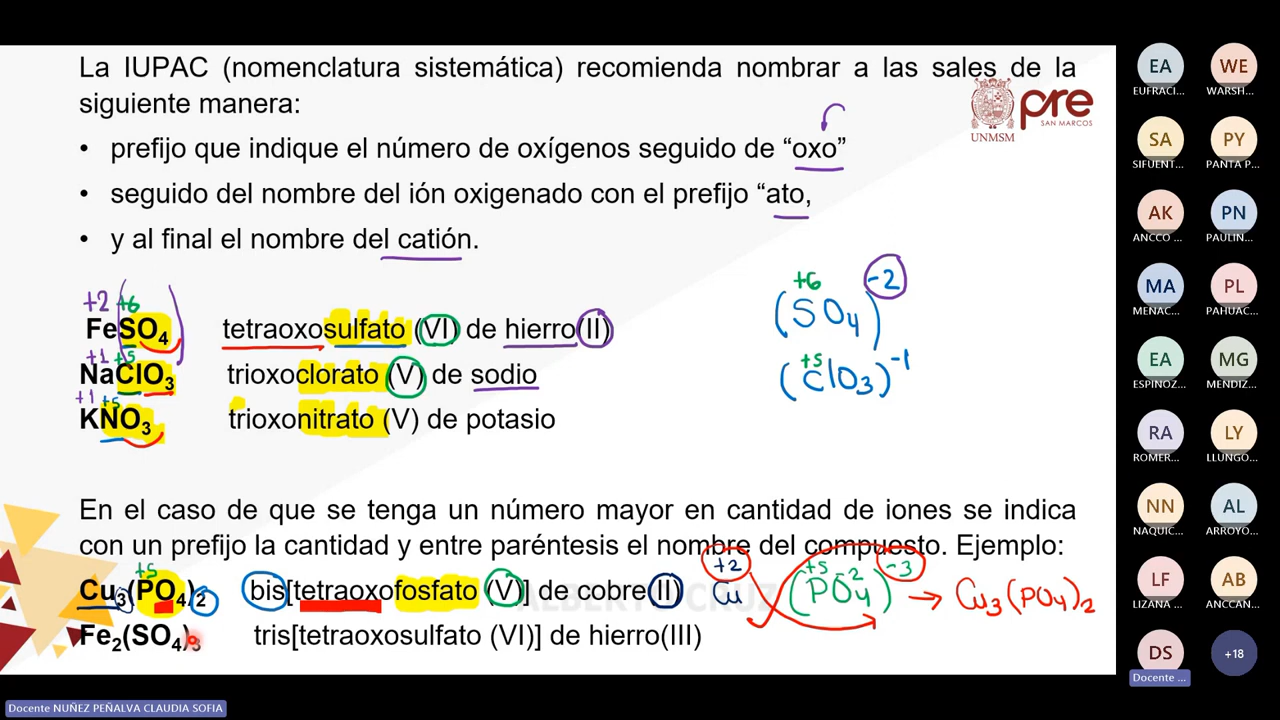 La IUPAC (nomenclatura sistemática) recomienda nombrar a las sales de la
siguiente manera:
• prefijo que indique el número de oxígenos seguido de “oxo”
• seguido del nombre del ión oxigenado con el prefijo “ato,
• y al final el nombre del catión.
UNMSM
pre
SAN MARCOS
+2 +6
FeSO4 tetraoxosulfato (VI) de hierro(II)
+1 +5
NaClO3 trioxoclorato (V) de sodio
+1 +5
KNO3 trioxonitrato (V) de potasio
+6
(SO4) -2
+5
(ClO3) -1
En el caso de que se tenga un número mayor en cantidad de iones se indica
con un prefijo la cantidad y entre paréntesis el nombre del compuesto. Ejemplo:
+5
Cu3(PO4)2 bis[tetraoxofosfato (V)] de cobre(II)
+2 +5 -2 -3
Cu (PO4) → Cu3(PO4)2
Fe2(SO4)3 tris[tetraoxosulfato (VI)] de hierro(III)
ALBERTO CRUZ
EA WE
EUFRACI... WARSH...
SA PY
SIFUENT... PANTA P...
AK PN
ANCCO ... PAULIN...
MA PL
MENAC... PAHUAC...
EA MG
ESPINOZ... MENDIZ...
RA LY
ROMER... LLUNGO...
NN AL
NAQUIC... ARROYO...
LF AB
LIZANA ... ANCCAN...
DS +18
Docente ...
Docente NUÑEZ PEÑALVA CLAUDIA SOFIA